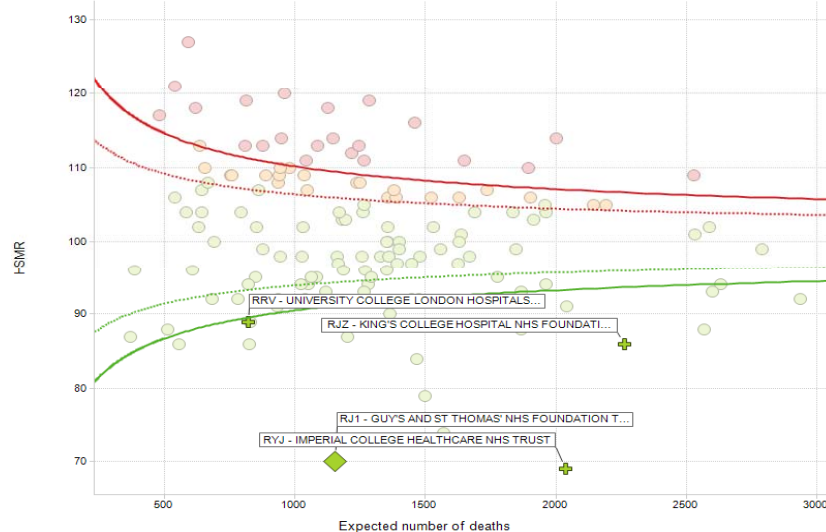 130
120
110
100
90
80
70
HSMR
RRV - UNIVERSITY COLLEGE LONDON HOSPITALS...
RJZ - KING'S COLLEGE HOSPITAL NHS FOUNDATI...
RJ1 - GUY'S AND ST THOMAS' NHS FOUNDATION T...
RYJ - IMPERIAL COLLEGE HEALTHCARE NHS TRUST
500 1000 1500 2000 2500 3000
Expected number of deaths